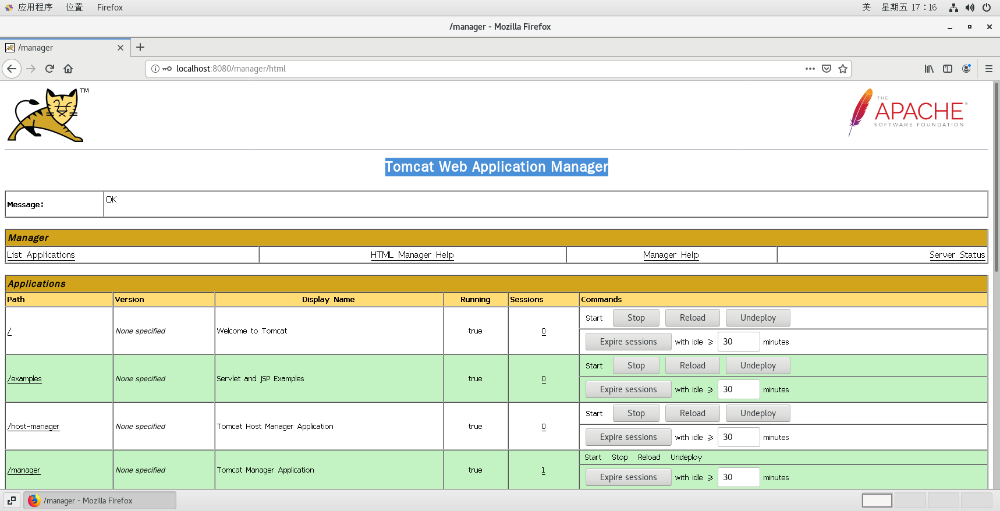 应用程序 位置 Firefox 英 星期五 17：16
/manager - Mozilla Firefox
/manager
localhost:8080/manager/html
TM
THE
APACHE®
SOFTWARE FOUNDATION
Tomcat Web Application Manager
Message: OK
Manager
List Applications HTML Manager Help Manager Help Server Status
Applications
Path Version Display Name Running Sessions Commands
/ None specified Welcome to Tomcat true 0 Start Stop Reload Undeploy
Expire sessions with idle ≥ 30 minutes
/examples None specified Servlet and JSP Examples true 0 Start Stop Reload Undeploy
Expire sessions with idle ≥ 30 minutes
/host-manager None specified Tomcat Host Manager Application true 0 Start Stop Reload Undeploy
Expire sessions with idle ≥ 30 minutes
/manager None specified Tomcat Manager Application true 1 Start Stop Reload Undeploy
Expire sessions with idle ≥ 30 minutes
/manager - Mozilla Firefox